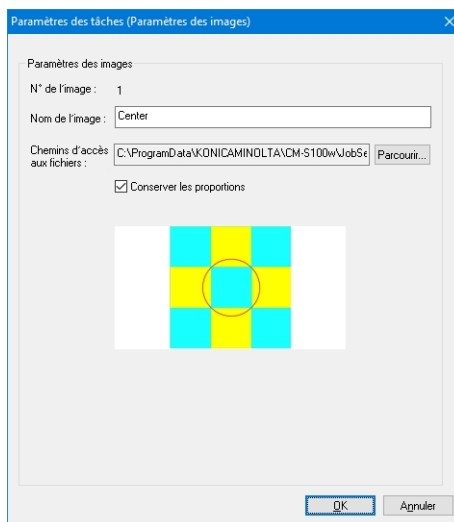 Paramètres des tâches (Paramètres des images)
Paramètres des images
N° de l'image : 1
Nom de l'image : Center
Chemins d'accès aux fichiers : C:\ProgramData\KONICAMINOLTA\CM-S100w\JobSe Parcourir...
Conserver les proportions
OK Annuler